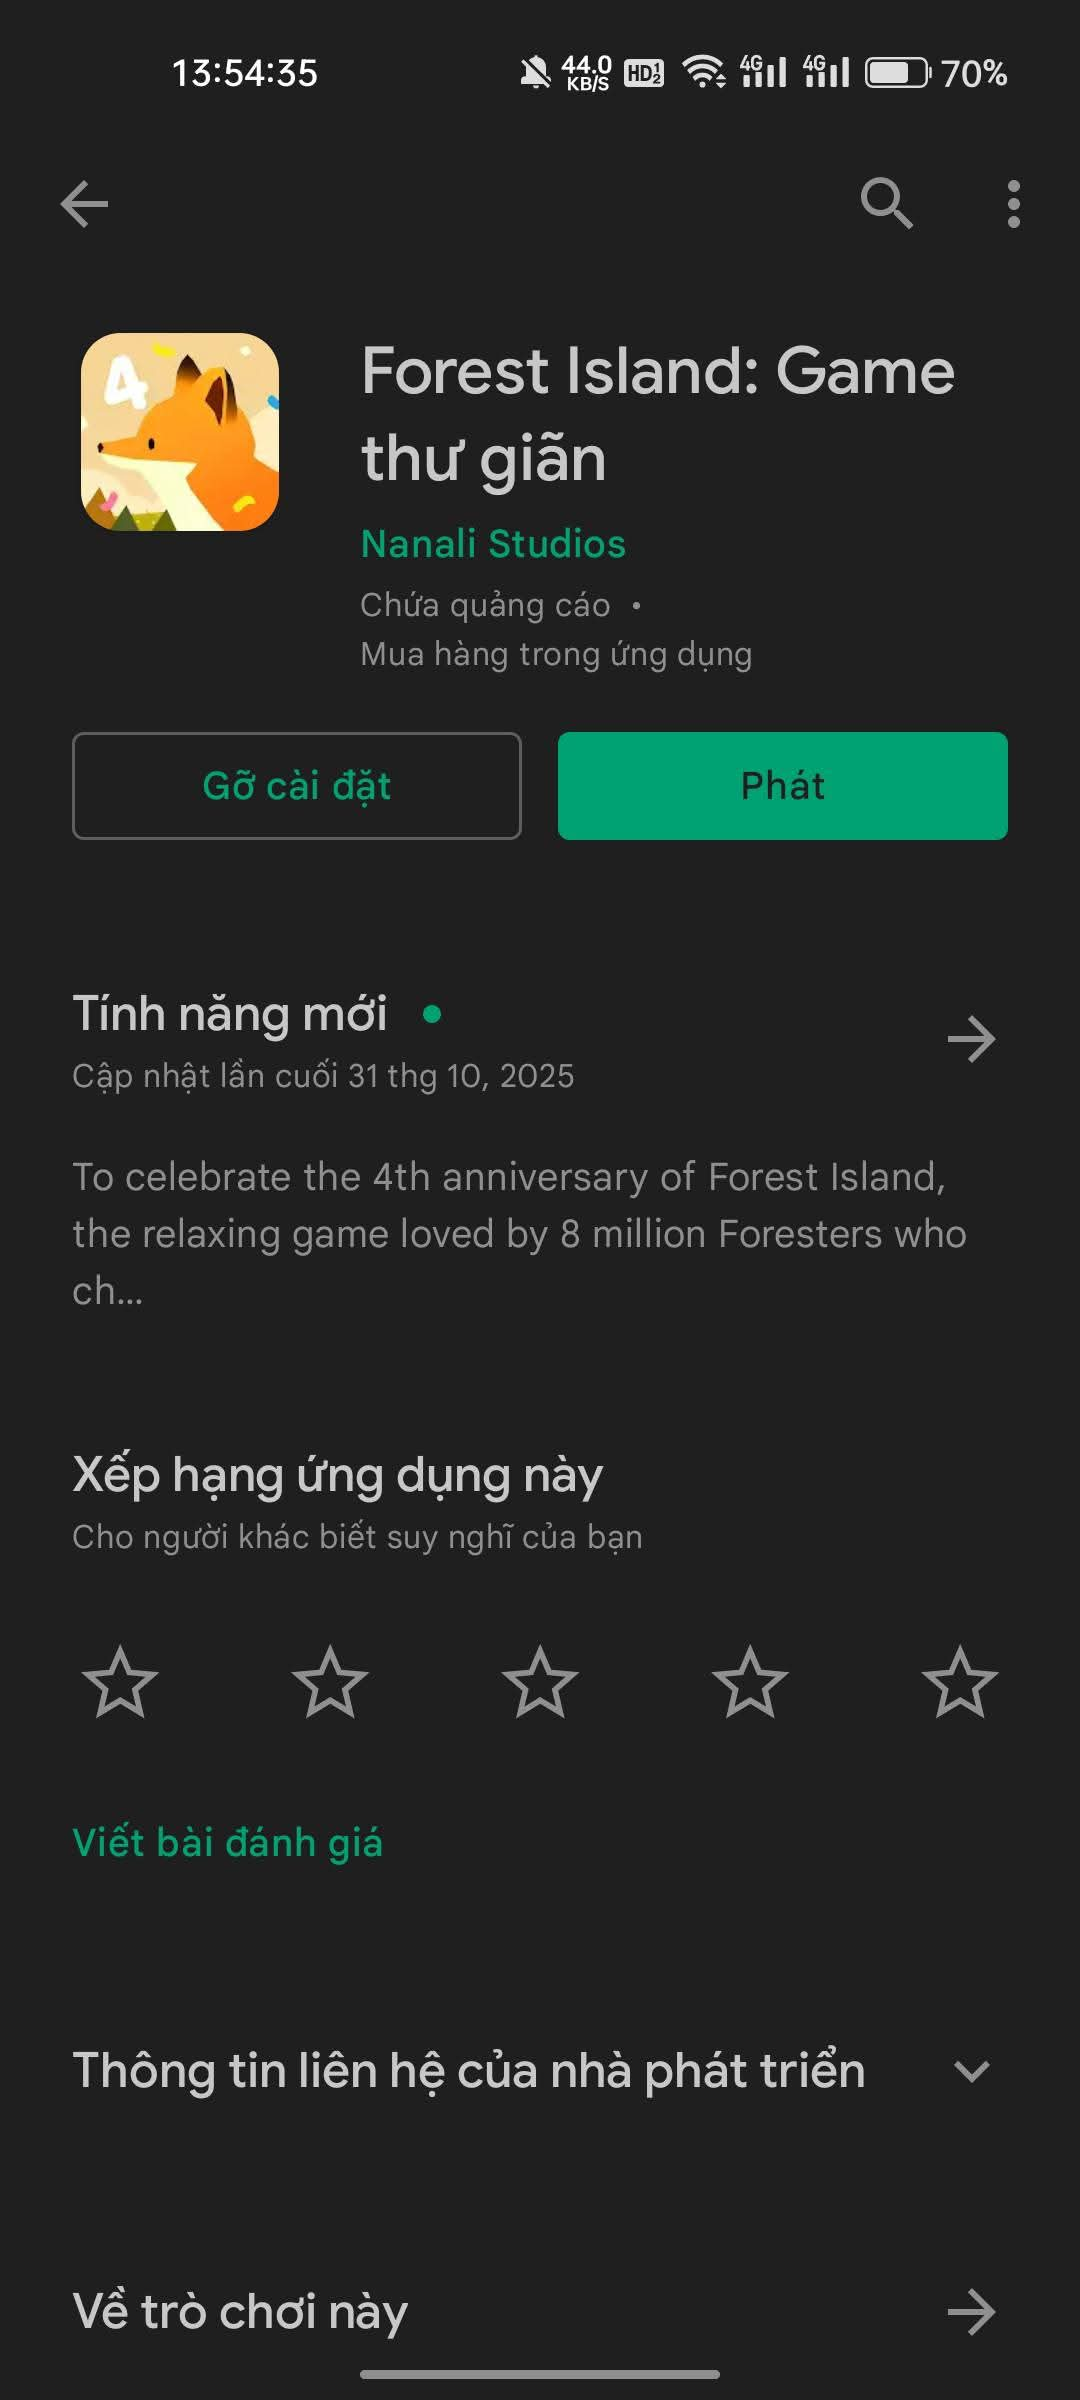 13:54:35 44.0 KB/S HD 1 2 4G 4G 70%
4
Forest Island: Game
thư giãn
Nanali Studios
Chứa quảng cáo •
Mua hàng trong ứng dụng
Gỡ cài đặt
Phát
Tính năng mới
Cập nhật lần cuối 31 thg 10, 2025
To celebrate the 4th anniversary of Forest Island,
the relaxing game loved by 8 million Foresters who
ch...
Xếp hạng ứng dụng này
Cho người khác biết suy nghĩ của bạn
Viết bài đánh giá
Thông tin liên hệ của nhà phát triển
Về trò chơi này